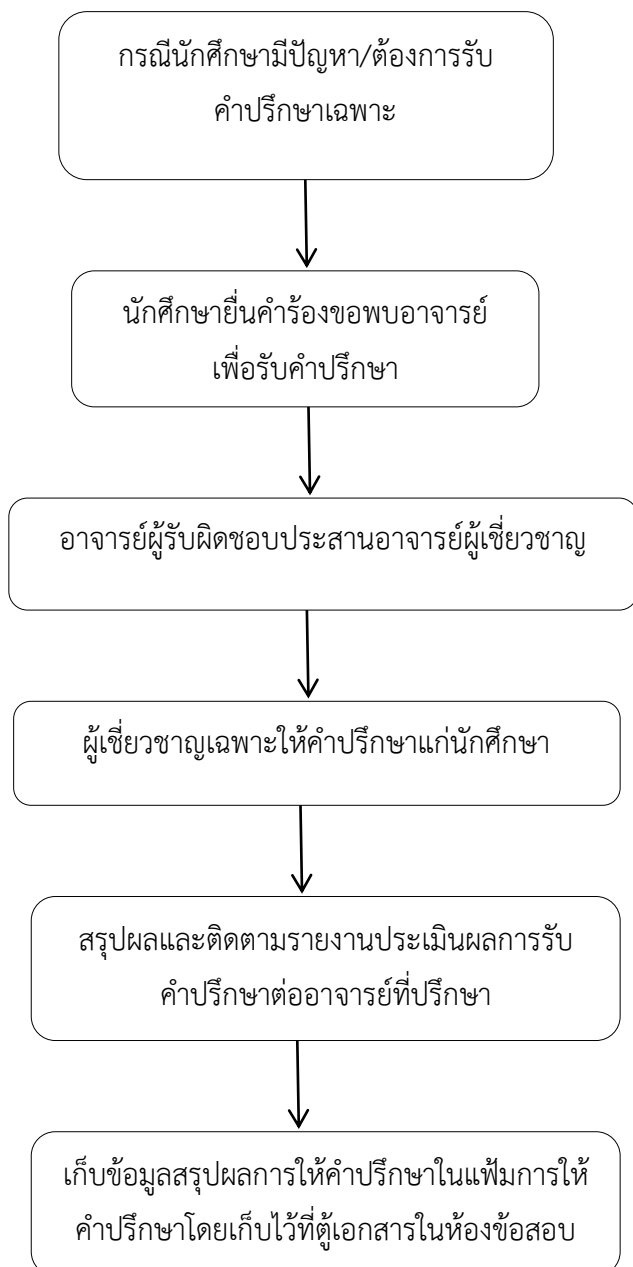 กรณีนักศึกษามีปัญหา/ต้องการรับ
คำปรึกษาเฉพาะ
นักศึกษายื่นคำร้องขอพบอาจารย์
เพื่อรับคำปรึกษา
อาจารย์ผู้รับผิดชอบประสานอาจารย์ผู้เชี่ยวชาญ
ผู้เชี่ยวชาญเฉพาะให้คำปรึกษาแก่นักศึกษา
สรุปผลและติดตามรายงานประเมินผลการรับ
คำปรึกษาต่ออาจารย์ที่ปรึกษา
เก็บข้อมูลสรุปผลการให้คำปรึกษาในแฟ้มการให้
คำปรึกษาโดยเก็บไว้ที่ตู้เอกสารในห้องข้อสอบ